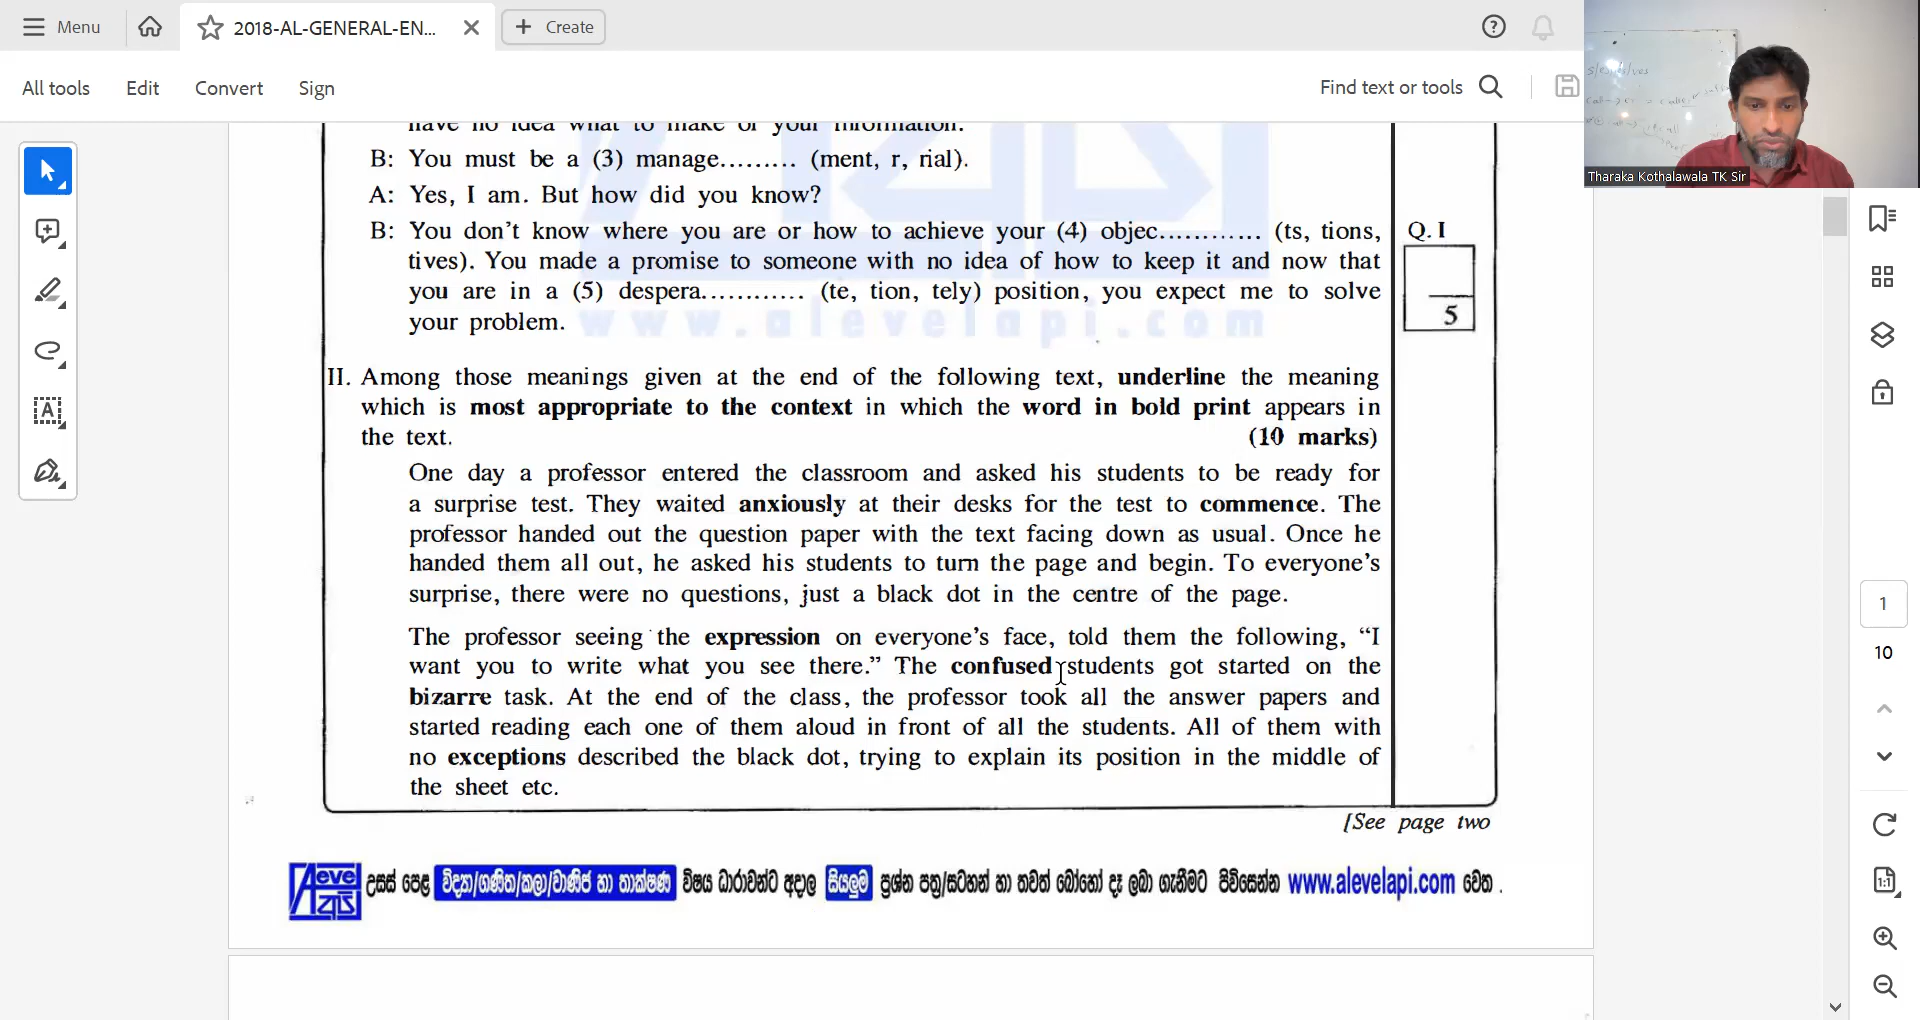 Menu
2018-AL-GENERAL-EN...
Create
All tools
Edit
Convert
Sign
Find text or tools
Tharaka Kothalawala TK Sir
have no idea what to make of your information.
B: You must be a (3) manage......... (ment, r, rial).
A: Yes, I am. But how did you know?
B: You don't know where you are or how to achieve your (4) objec............ (ts, tions,
tives). You made a promise to someone with no idea of how to keep it and now that
you are in a (5) despera............ (te, tion, tely) position, you expect me to solve
your problem.
Q. I
5
www.alevelapi.com
II. Among those meanings given at the end of the following text, underline the meaning
which is most appropriate to the context in which the word in bold print appears in
the text. (10 marks)
One day a professor entered the classroom and asked his students to be ready for
a surprise test. They waited anxiously at their desks for the test to commence. The
professor handed out the question paper with the text facing down as usual. Once he
handed them all out, he asked his students to turn the page and begin. To everyone's
surprise, there were no questions, just a black dot in the centre of the page.
The professor seeing the expression on everyone's face, told them the following, "I
want you to write what you see there." The confused students got started on the
bizarre task. At the end of the class, the professor took all the answer papers and
started reading each one of them aloud in front of all the students. All of them with
no exceptions described the black dot, trying to explain its position in the middle of
the sheet etc.
[See page two
උසස් පෙළ විද්‍යා/ගණිත/කලා/වාණිජ හා තාක්ෂණ විෂය ධාරාවන්ට අදාල සියලුම ප්‍රශ්න පත්‍ර/සටහන් හා තවත් බෝහෝ දෑ ලබා ගැනීමට පිවිසෙන්න www.alevelapi.com වෙත .
1
10